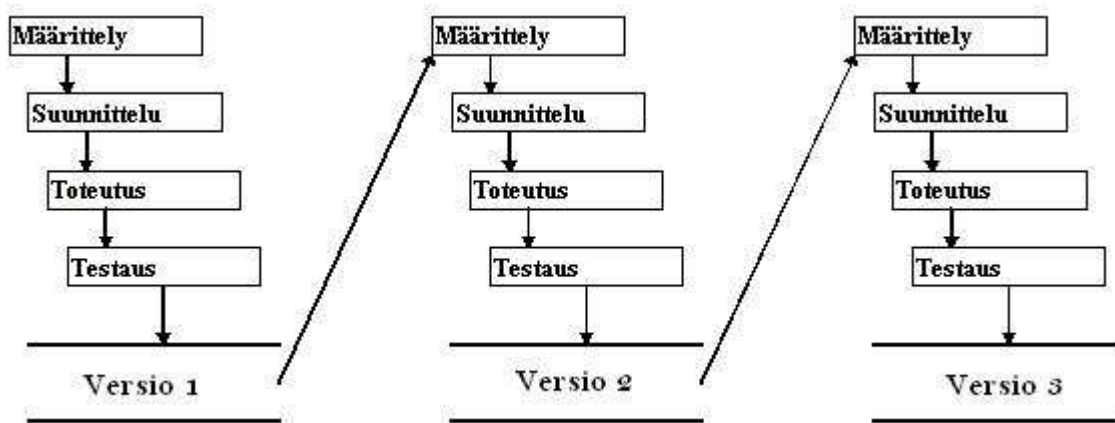 Määrittely
Suunnittelu
Toteutus
Testaus
Versio 1
Määrittely
Suunnittelu
Toteutus
Testaus
Versio 2
Määrittely
Suunnittelu
Toteutus
Testaus
Versio 3